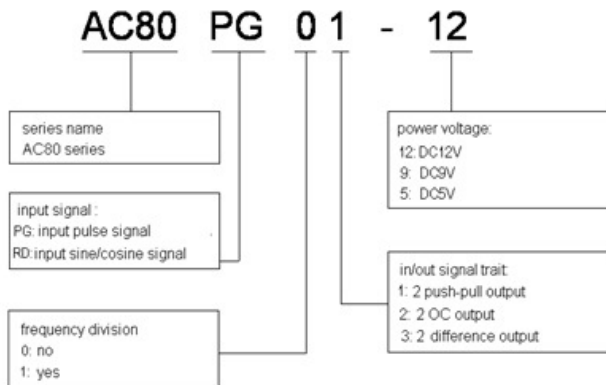 AC80 PG 0 1 - 12
series name
AC80 series
input signal :
PG: input pulse signal
RD: input sine/cosine signal
frequency division
0: no
1: yes
power voltage:
12: DC12V
9: DC9V
5: DC5V
in/out signal trait:
1: 2 push-pull output
2: 2 OC output
3: 2 difference output